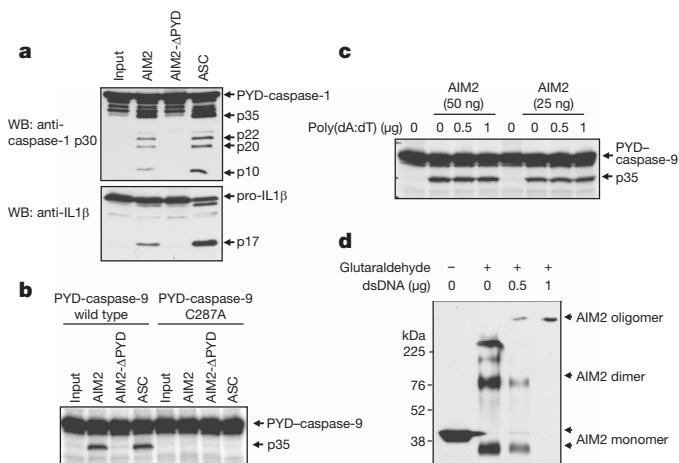 a
Input
AIM2
AIM2-ΔPYD
ASC
WB: anti-
caspase-1 p30
PYD-caspase-1
p35
p22
p20
p10
WB: anti-IL1β
pro-IL1β
p17
b
PYD-caspase-9
wild type
PYD-caspase-9
C287A
Input
AIM2
AIM2-ΔPYD
ASC
Input
AIM2
AIM2-ΔPYD
ASC
PYD–caspase-9
p35
c
AIM2
(50 ng)
AIM2
(25 ng)
Poly(dA:dT) (μg) 0 0 0.5 1 0 0 0.5 1
PYD–
caspase-9
p35
d
Glutaraldehyde – + + +
dsDNA (μg) 0 0 0.5 1
kDa
225
76
52
38
AIM2 oligomer
AIM2 dimer
AIM2 monomer